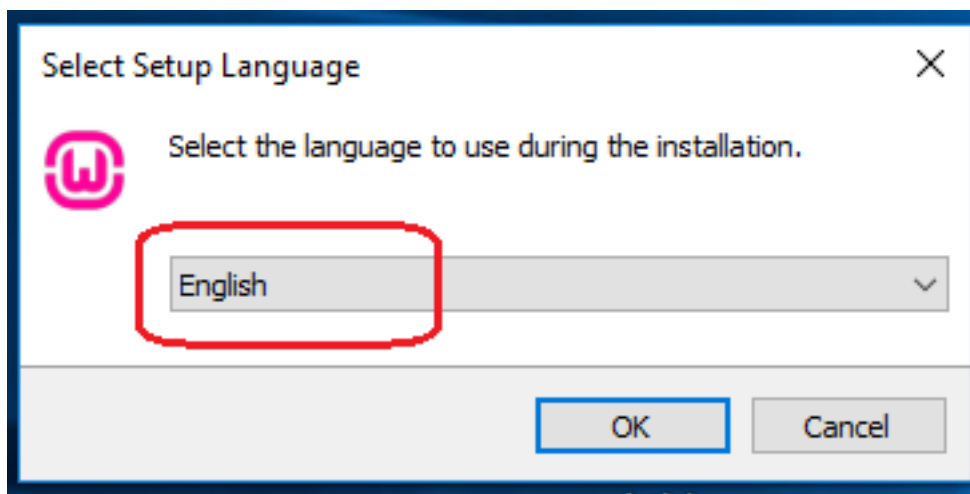 Select Setup Language
Select the language to use during the installation.
English
OK
Cancel